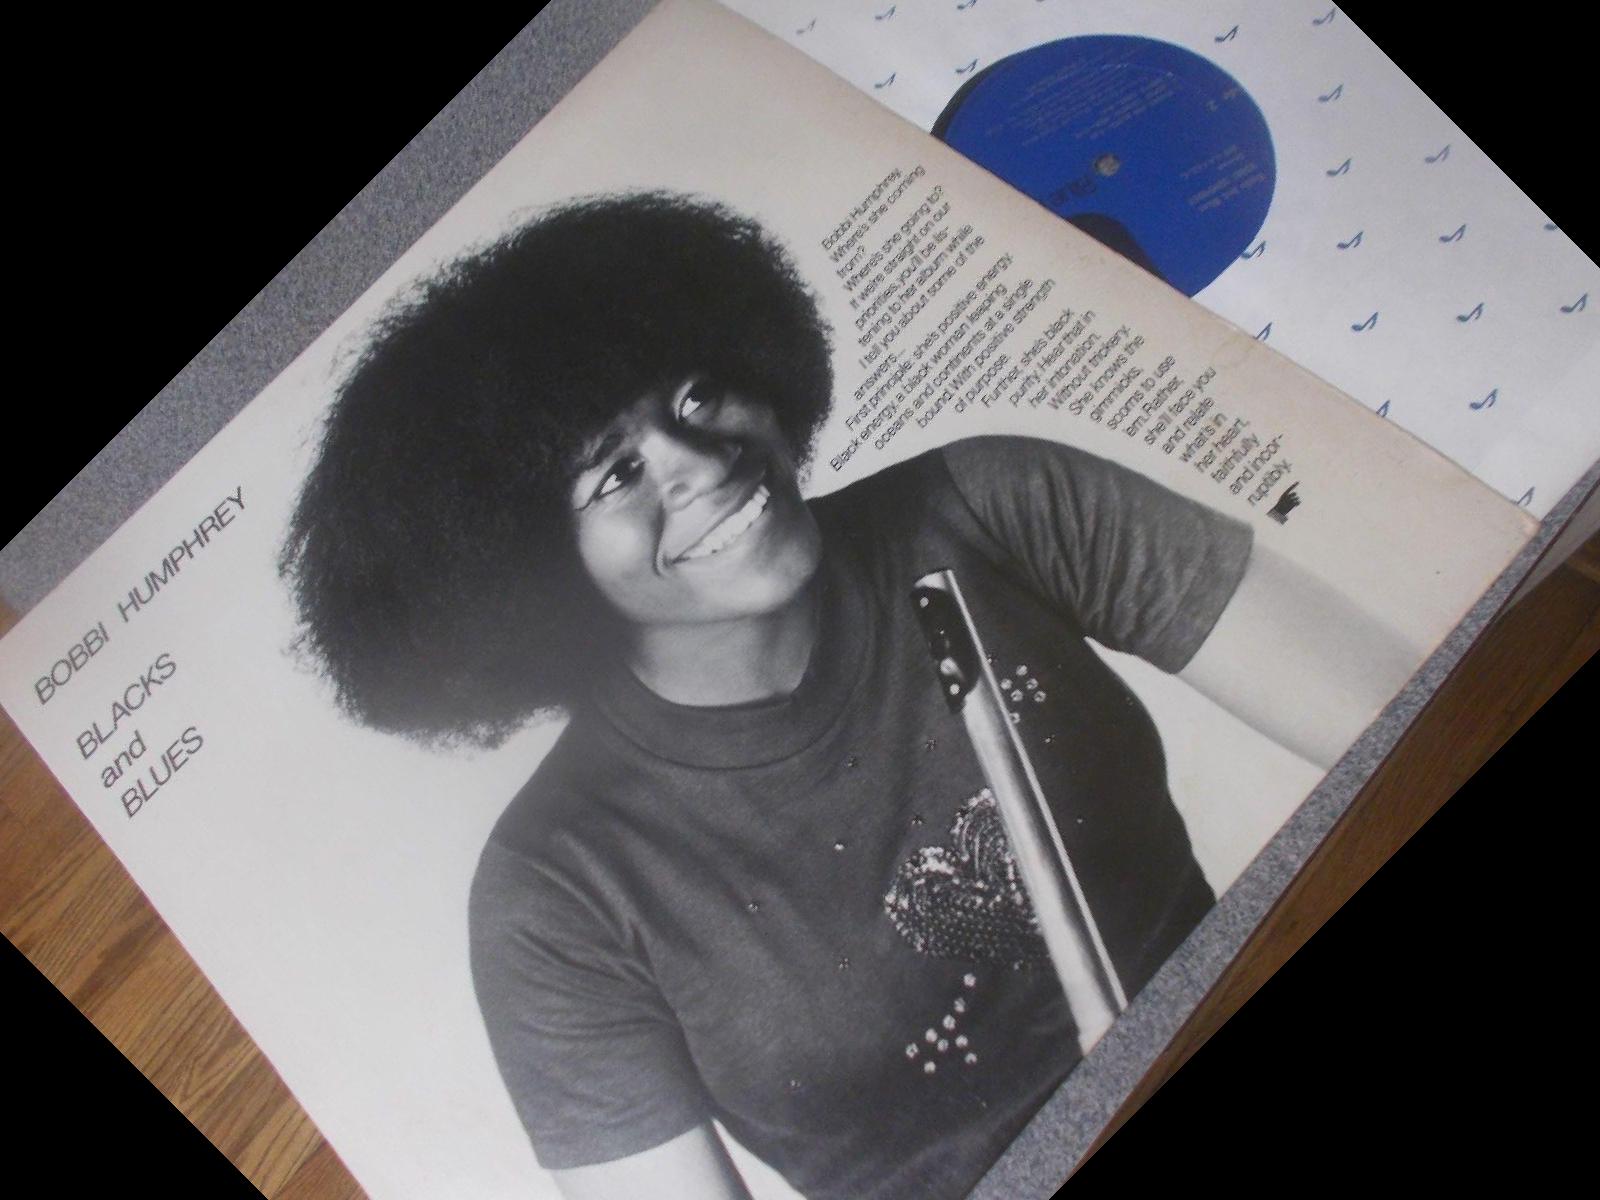 BOBBI HUMPHREY
BLACKS
and
BLUES
Bobbi Humphrey.
Where's she coming
from?
Where's she going to?
If we're straight on our
priorities, you'll be lis-
tening to her album while
I tell you about some of the
answers...
First principle: she's positive energy.
Black energy, a black woman leaping
oceans and continents at a single
bound. With positive strength
of purpose.
Further, she's black
purity. Hear that in
her intonation.
Without trickery.
She knows the
gimmicks,
scorns to use
em. Rather,
she'll face you
and relate
what's in
her heart,
faithfully
and incor-
ruptibly.